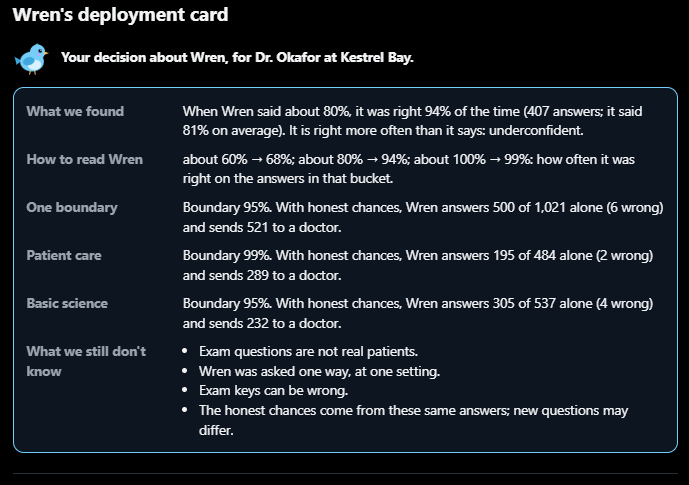 Wren's deployment card
Your decision about Wren, for Dr. Okafor at Kestrel Bay.
What we found
When Wren said about 80%, it was right 94% of the time (407 answers; it said
81% on average). It is right more often than it says: underconfident.
How to read Wren
about 60% → 68%; about 80% → 94%; about 100% → 99%: how often it was
right on the answers in that bucket.
One boundary
Boundary 95%. With honest chances, Wren answers 500 of 1,021 alone (6 wrong)
and sends 521 to a doctor.
Patient care
Boundary 99%. With honest chances, Wren answers 195 of 484 alone (2 wrong)
and sends 289 to a doctor.
Basic science
Boundary 95%. With honest chances, Wren answers 305 of 537 alone (4 wrong)
and sends 232 to a doctor.
What we still don't
know
• Exam questions are not real patients.
• Wren was asked one way, at one setting.
• Exam keys can be wrong.
• The honest chances come from these same answers; new questions may
differ.